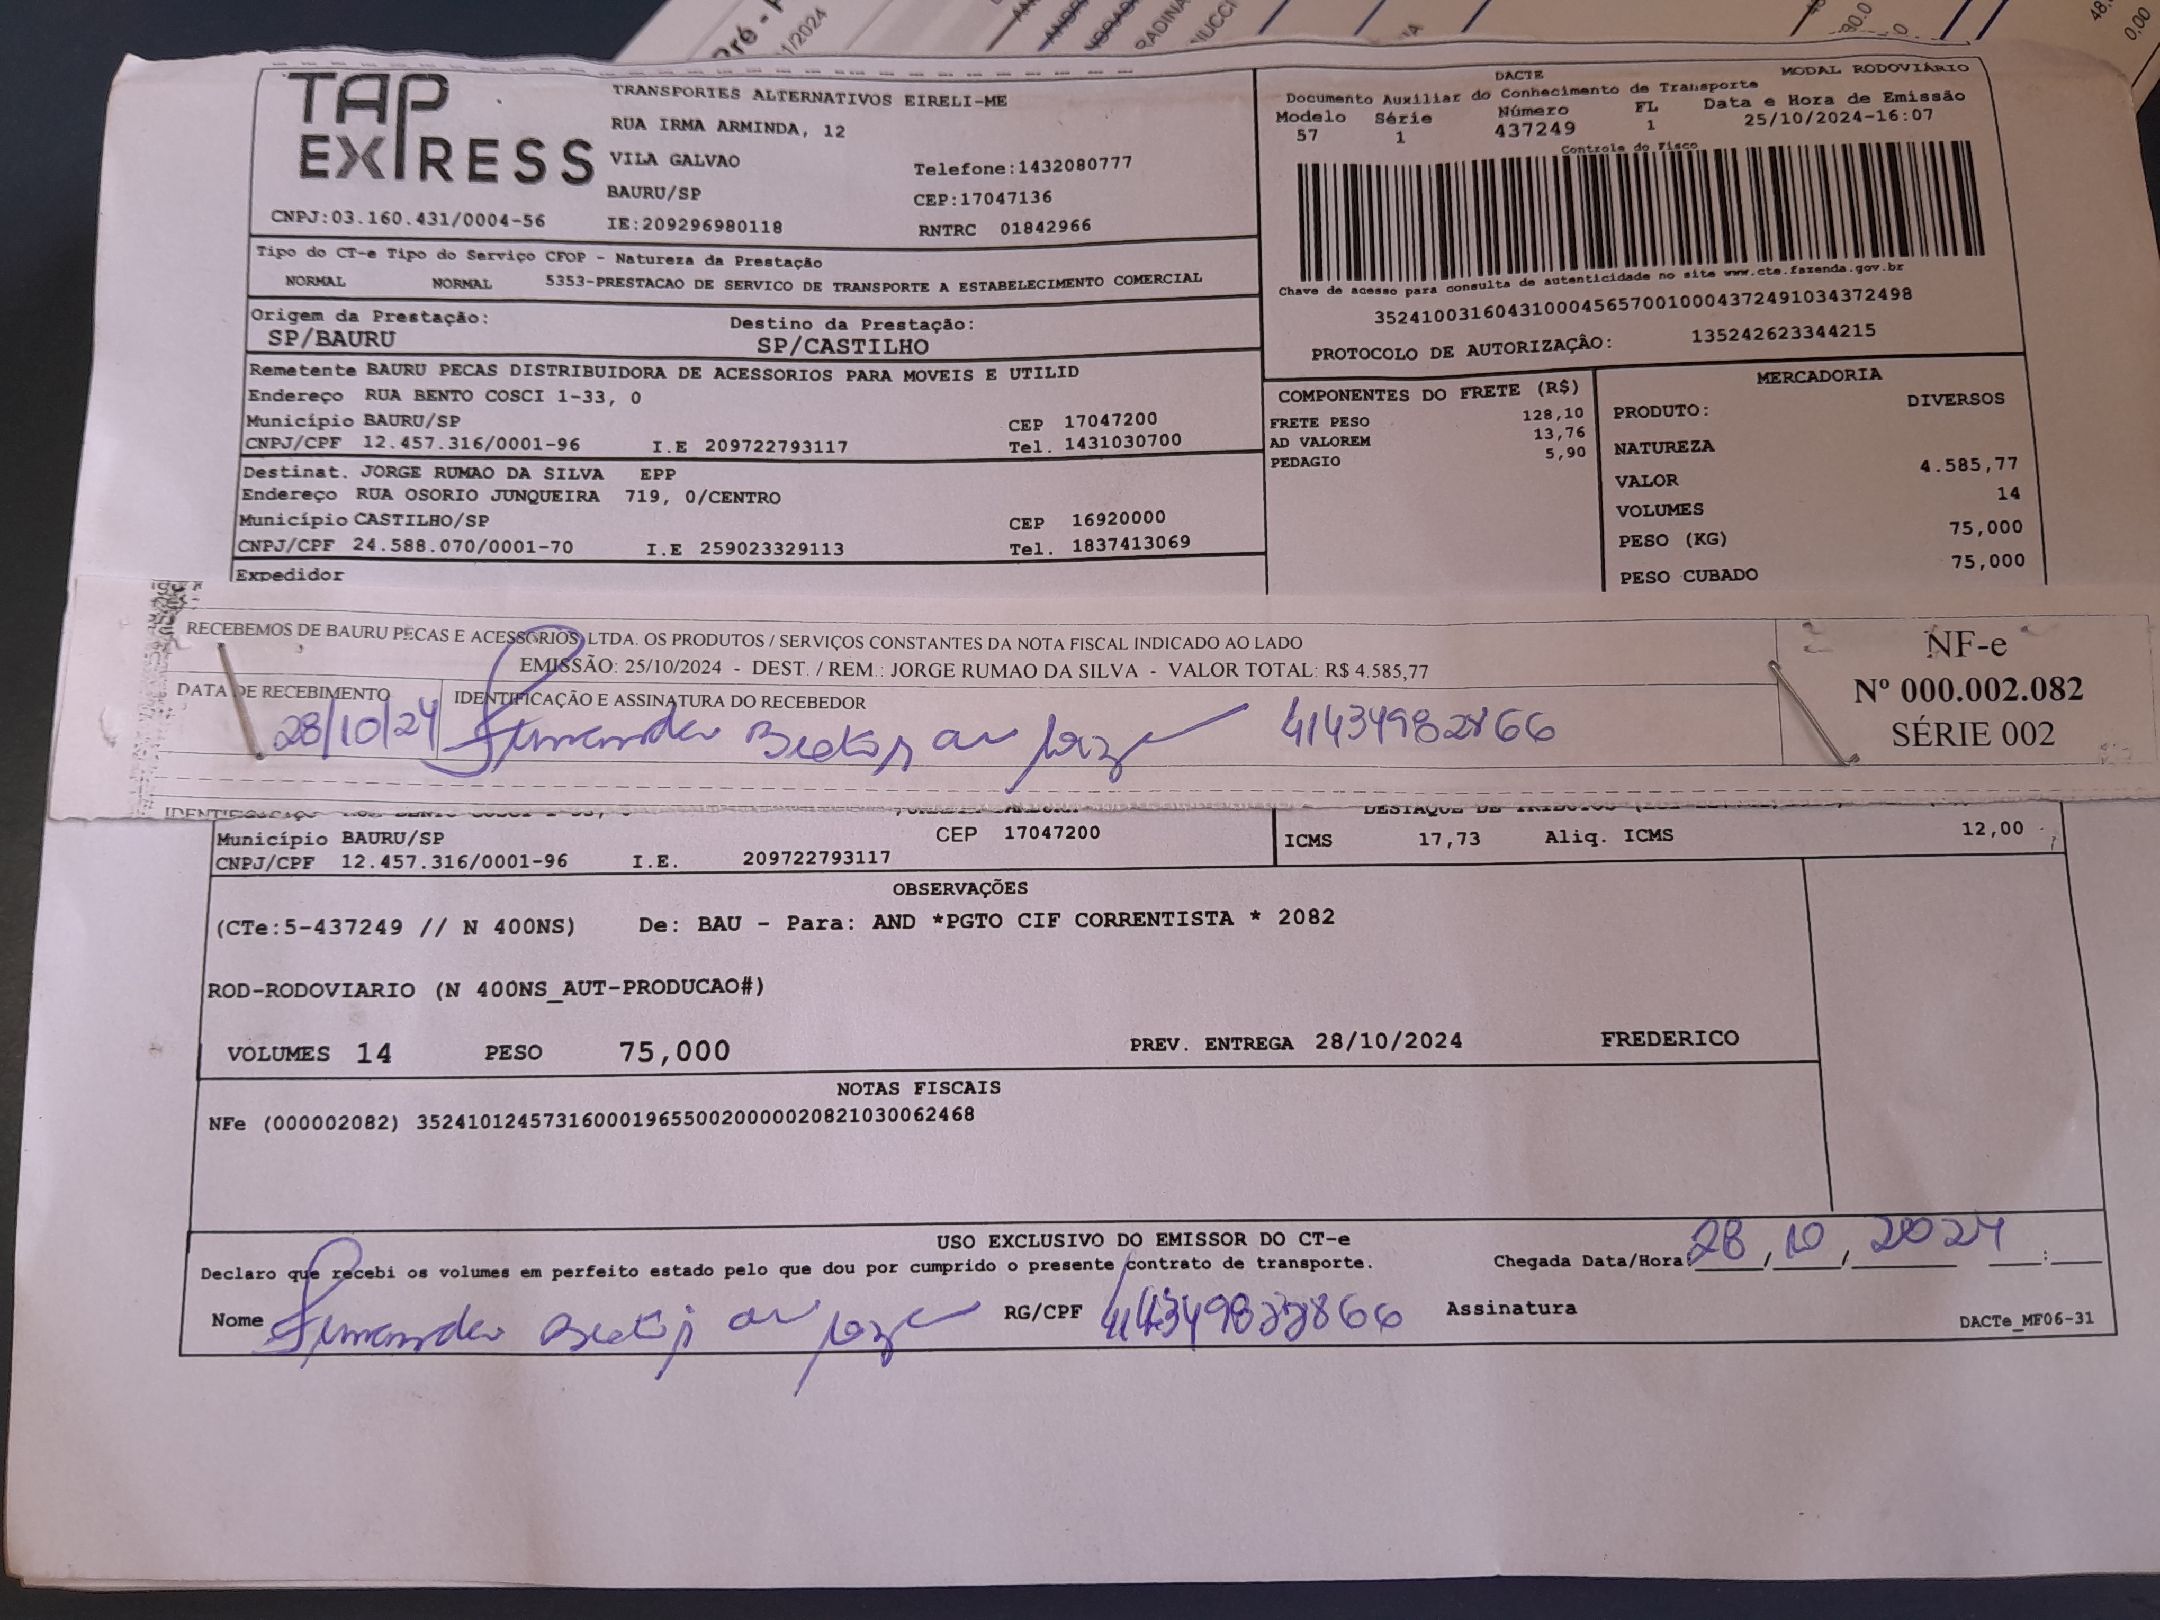 TAP
EXPRESS
TRANSPORTES ALTERNATIVOS EIRELI-ME
RUA IRMA ARMINDA, 12
VILA GALVAO Telefone:1432080777
BAURU/SP CEP:17047136
CNPJ:03.160.431/0004-56 IE:209296980118 RNTRC 01842966
DACTE MODAL RODOVIÁRIO
Documento Auxiliar do Conhecimento de Transporte
Modelo Série Número FL Data e Hora de Emissão
57 1 437249 1 25/10/2024-16:07
Controle do Fisco
Chave de acesso para consulta de autenticidade no site www.cte.fazenda.gov.br
35241003160431000456570010004372491034372498
PROTOCOLO DE AUTORIZAÇÃO: 135242623344215
Tipo do CT-e Tipo do Serviço CFOP - Natureza da Prestação
NORMAL NORMAL 5353-PRESTACAO DE SERVICO DE TRANSPORTE A ESTABELECIMENTO COMERCIAL
Origem da Prestação: Destino da Prestação:
SP/BAURU SP/CASTILHO
Remetente BAURU PECAS DISTRIBUIDORA DE ACESSORIOS PARA MOVEIS E UTILID
Endereço RUA BENTO COSCI 1-33, 0
Município BAURU/SP CEP 17047200
CNPJ/CPF 12.457.316/0001-96 I.E 209722793117 Tel. 1431030700
Destinat. JORGE RUMAO DA SILVA EPP
Endereço RUA OSORIO JUNQUEIRA 719, 0/CENTRO
Município CASTILHO/SP CEP 16920000
CNPJ/CPF 24.588.070/0001-70 I.E 259023329113 Tel. 1837413069
Expedidor
COMPONENTES DO FRETE (R$)
FRETE PESO 128,10
AD VALOREM 13,76
PEDAGIO 5,90
MERCADORIA
PRODUTO: DIVERSOS
NATUREZA
VALOR 4.585,77
VOLUMES 14
PESO (KG) 75,000
PESO CUBADO 75,000
RECEBEMOS DE BAURU PECAS E ACESSORIOS LTDA. OS PRODUTOS / SERVIÇOS CONSTANTES DA NOTA FISCAL INDICADO AO LADO
EMISSÃO: 25/10/2024 - DEST. / REM.: JORGE RUMAO DA SILVA - VALOR TOTAL: R$ 4.585,77
DATA DE RECEBIMENTO IDENTIFICAÇÃO E ASSINATURA DO RECEBEDOR
28/10/24 41434982866
NF-e
Nº 000.002.082
SÉRIE 002
Município BAURU/SP CEP 17047200
CNPJ/CPF 12.457.316/0001-96 I.E. 209722793117
ICMS 17,73 Aliq. ICMS 12,00
OBSERVAÇÕES
(CTe:5-437249 // N 400NS) De: BAU - Para: AND *PGTO CIF CORRENTISTA * 2082
ROD-RODOVIARIO (N 400NS_AUT-PRODUCAO#)
VOLUMES 14 PESO 75,000 PREV. ENTREGA 28/10/2024 FREDERICO
NOTAS FISCAIS
NFe (000002082) 35241012457316000196550020000020821030062468
USO EXCLUSIVO DO EMISSOR DO CT-e
Declaro que recebi os volumes em perfeito estado pelo que dou por cumprido o presente contrato de transporte. Chegada Data/Hora: 28/10/2024 :
Nome RG/CPF Assinatura
DACTe_MF06-31